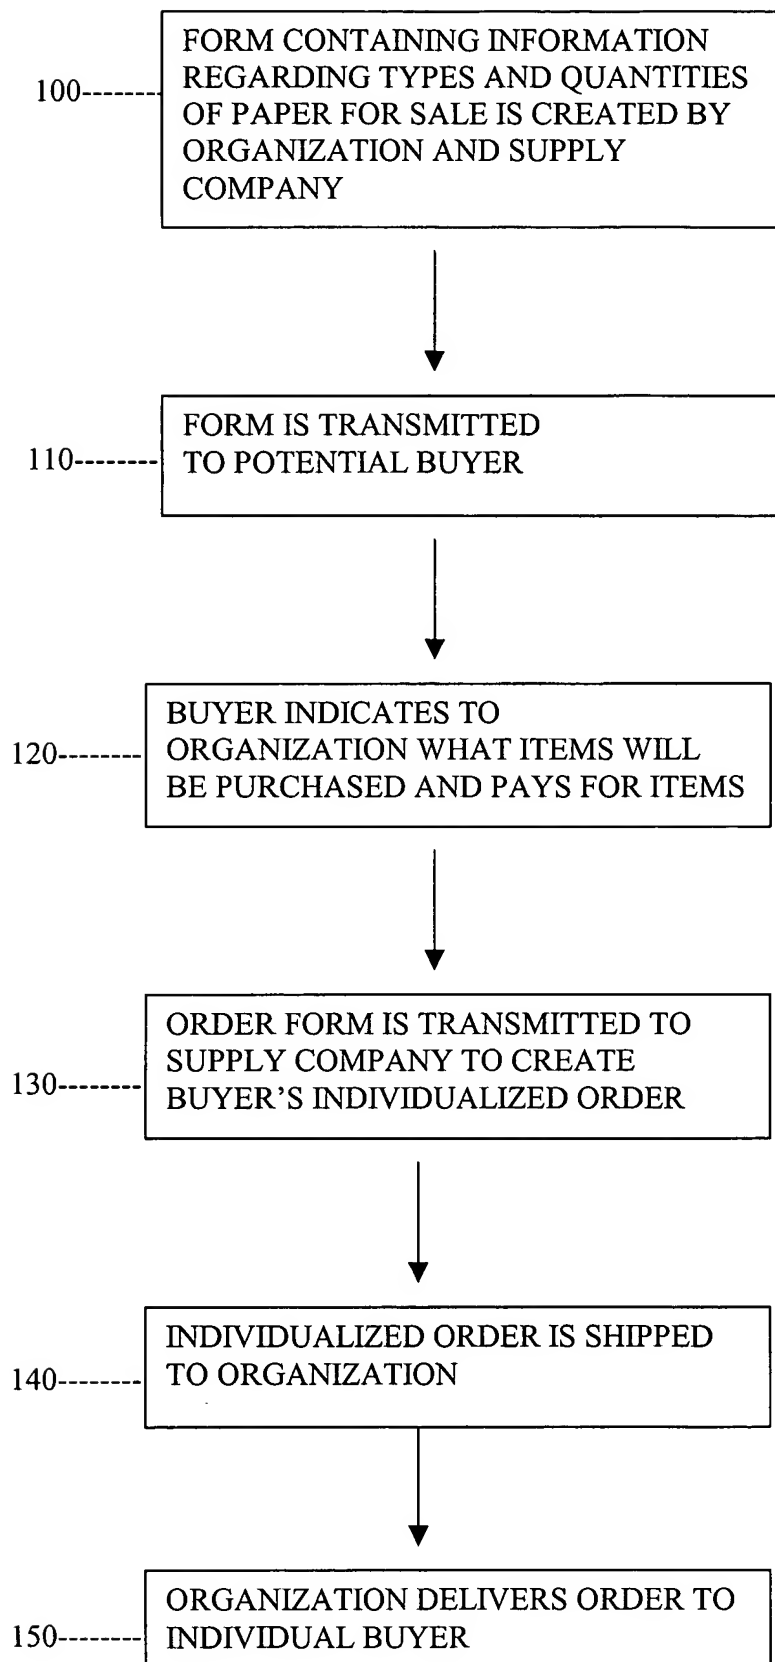 FORM CONTAINING INFORMATION
100--------- REGARDING TYPES AND QUANTITIES
OF PAPER FOR SALE IS CREATED BY
ORGANIZATION AND SUPPLY
COMPANY
FORM IS TRANSMITTED
110--------- TO POTENTIAL BUYER
BUYER INDICATES TO
120--------- ORGANIZATION WHAT ITEMS WILL
BE PURCHASED AND PAYS FOR ITEMS
ORDER FORM IS TRANSMITTED TO
SUPPLY COMPANY TO CREATE
130--------- BUYER'S INDIVIDUALIZED ORDER
INDIVIDUALIZED ORDER IS SHIPPED
140--------- TO ORGANIZATION
ORGANIZATION DELIVERS ORDER TO
150--------- INDIVIDUAL BUYER